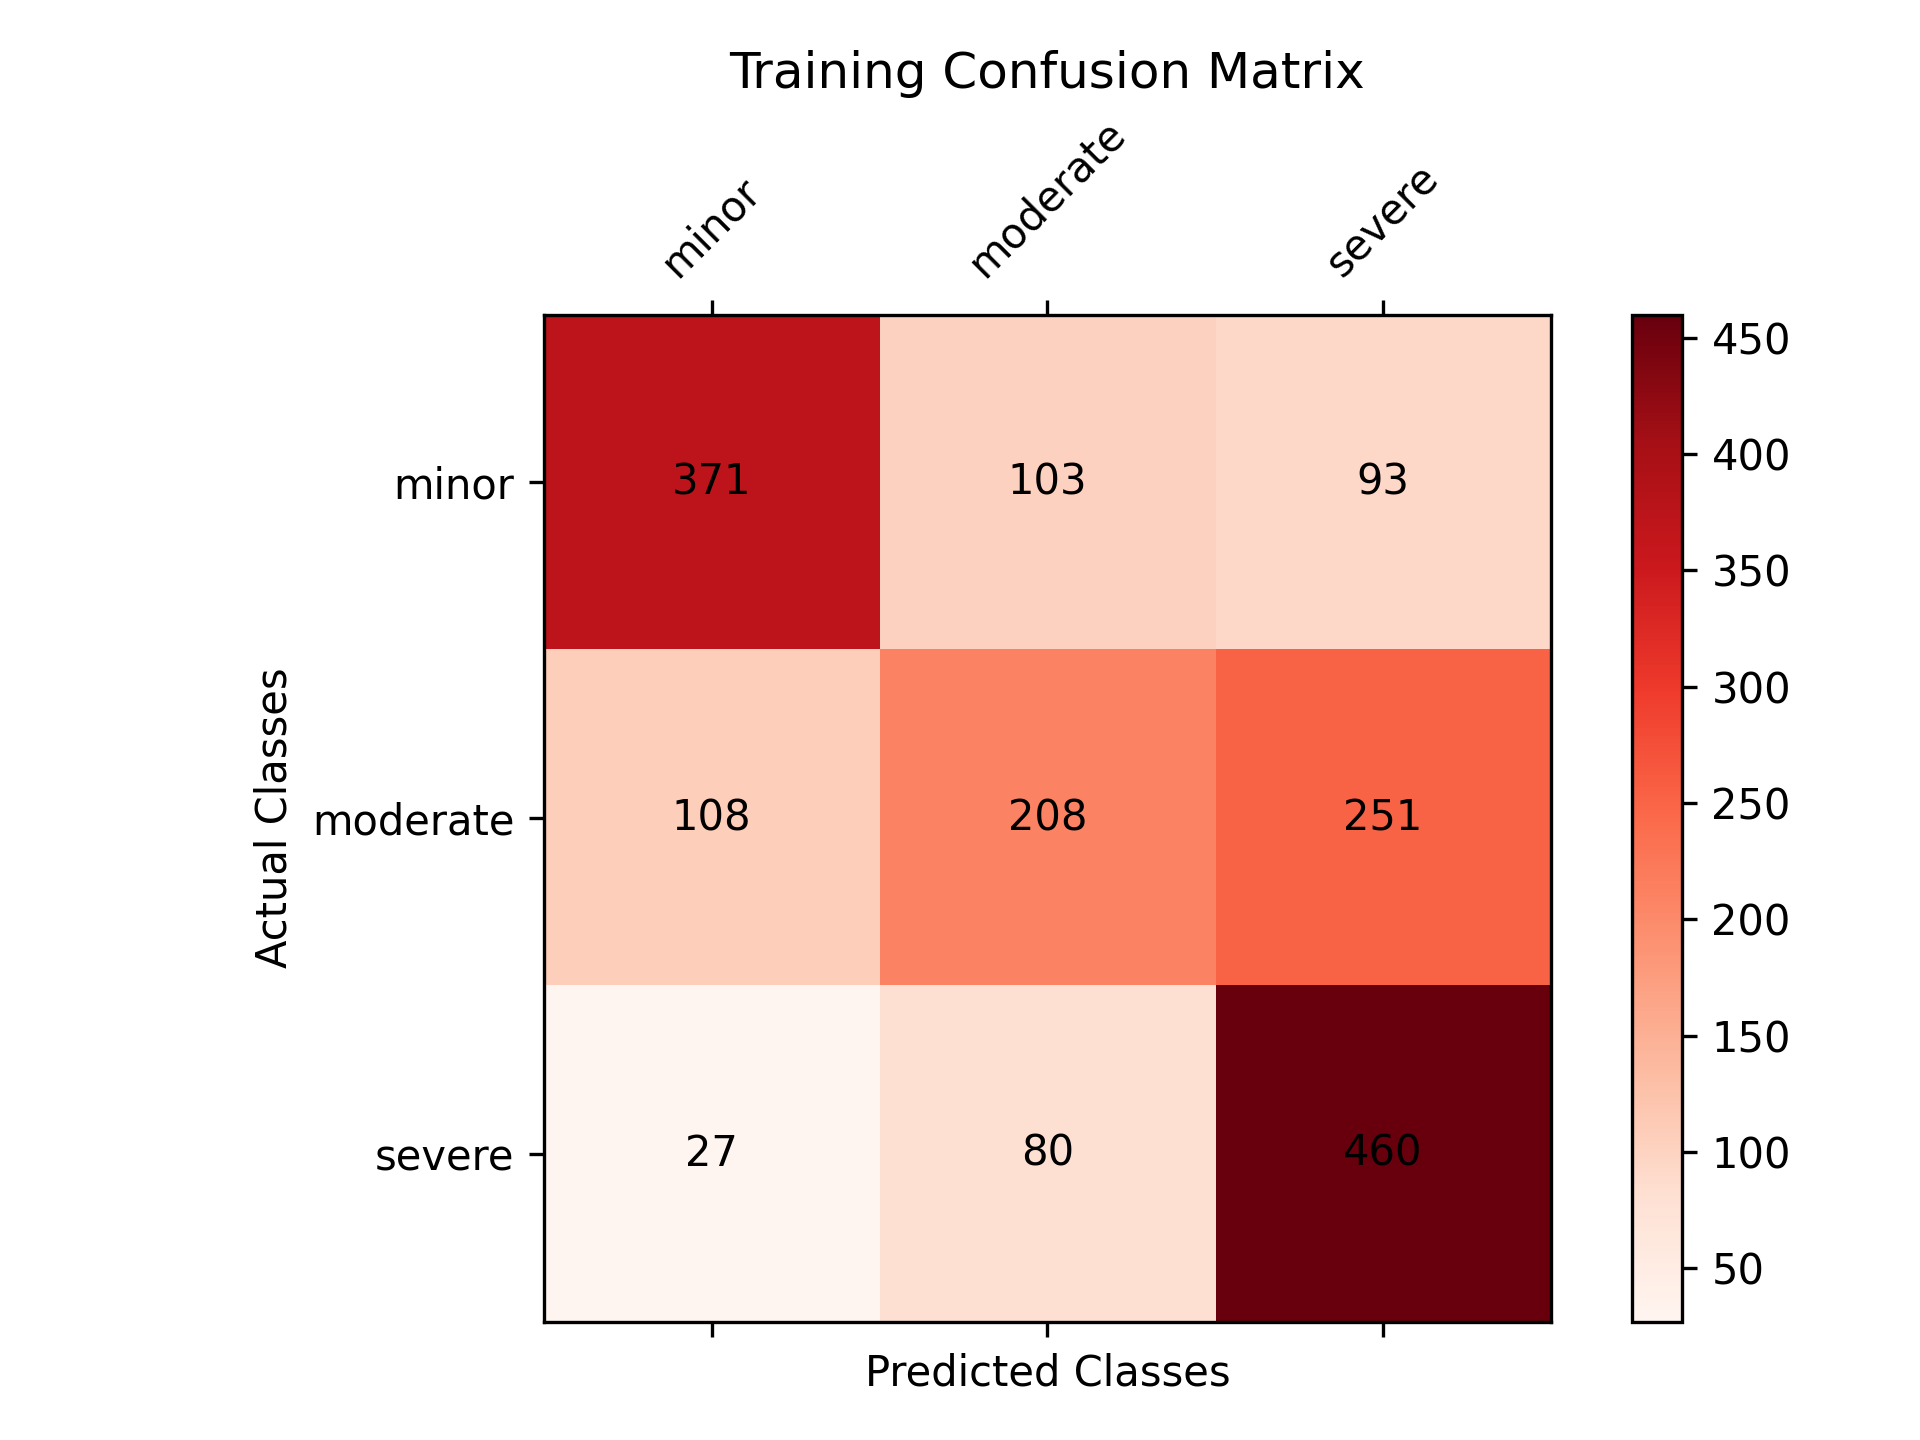 Training Confusion Matrix
minor
moderate
severe
minor
371
103
93
moderate
108
208
251
severe
27
80
460
Actual Classes
Predicted Classes
450
400
350
300
250
200
150
100
50